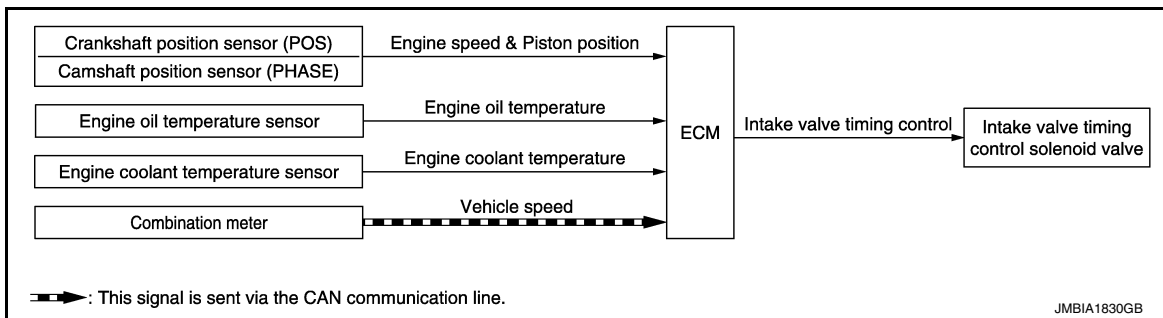 Crankshaft position sensor (POS)
Camshaft position sensor (PHASE)
Engine speed & Piston position
Engine oil temperature sensor
Engine oil temperature
Engine coolant temperature sensor
Engine coolant temperature
Combination meter
Vehicle speed
ECM
Intake valve timing control
Intake valve timing
control solenoid valve
: This signal is sent via the CAN communication line.
JMBIA1830GB